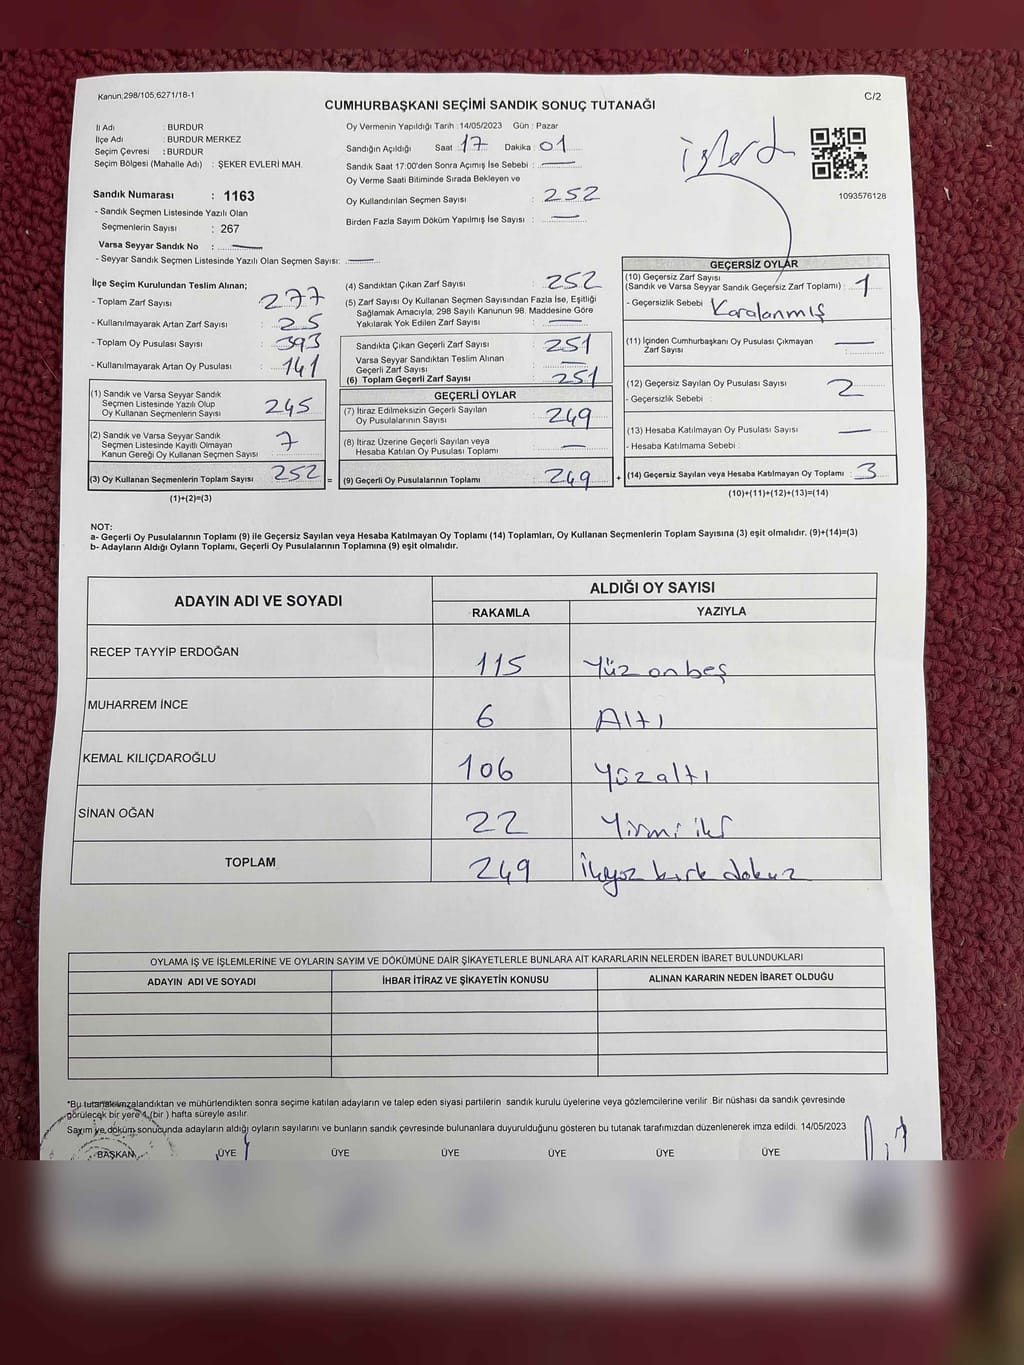 Kanun,298/105,6271/18-1
CUMHURBAŞKANI SEÇİMİ SANDIK SONUÇ TUTANAĞI
C/2
İl Adı : BURDUR
İlçe Adı : BURDUR MERKEZ
Seçim Çevresi : BURDUR
Seçim Bölgesi (Mahalle Adı) : ŞEKER EVLERİ MAH.
Sandık Numarası : 1163
- Sandık Seçmen Listesinde Yazılı Olan
Seçmenlerin Sayısı : 267
Varsa Seyyar Sandık No : —
- Seyyar Sandık Seçmen Listesinde Yazılı Olan Seçmen Sayısı: —
Oy Vermenin Yapıldığı Tarih :14/05/2023 Gün : Pazar
Sandığın Açıldığı Saat :17 Dakika : 01
Sandık Saat 17:00'den Sonra Açımış İse Sebebi : —
Oy Verme Saati Bitiminde Sırada Bekleyen ve
Oy Kullandırılan Seçmen Sayısı : 252
Birden Fazla Sayım Döküm Yapılmış İse Sayısı : —
işlendi
1093576128
İlçe Seçim Kurulundan Teslim Alınan;
- Toplam Zarf Sayısı : 277
- Kullanılmayarak Artan Zarf Sayısı : 25
- Toplam Oy Pusulası Sayısı : 393
- Kullanılmayarak Artan Oy Pusulası : 141
(1) Sandık ve Varsa Seyyar Sandık
Seçmen Listesinde Yazılı Olup
Oy Kullanan Seçmenlerin Sayısı : 245
(2) Sandık ve Varsa Seyyar Sandık
Seçmen Listesinde Kayıtlı Olmayan
Kanun Gereği Oy Kullanan Seçmen Sayısı : 7
(3) Oy Kullanan Seçmenlerin Toplam Sayısı : 252 =
(1)+(2)=(3)
(4) Sandıktan Çıkan Zarf Sayısı : 252
(5) Zarf Sayısı Oy Kullanan Seçmen Sayısından Fazla İse, Eşitliği
Sağlamak Amacıyla, 298 Sayılı Kanunun 98. Maddesine Göre
Yakılarak Yok Edilen Zarf Sayısı : —
Sandıkta Çıkan Geçerli Zarf Sayısı : 251
Varsa Seyyar Sandıktan Teslim Alınan
Geçerli Zarf Sayısı : —
(6) Toplam Geçerli Zarf Sayısı : 251
GEÇERLİ OYLAR
(7) İtiraz Edilmeksizin Geçerli Sayılan
Oy Pusulalarının Sayısı : 249
(8) İtiraz Üzerine Geçerli Sayılan veya
Hesaba Katılan Oy Pusulası Toplamı : —
(9) Geçerli Oy Pusulalarının Toplamı : 249 +
GEÇERSİZ OYLAR
(10) Geçersiz Zarf Sayısı
(Sandık ve Varsa Seyyar Sandık Geçersiz Zarf Toplamı) : 1
- Geçersizlik Sebebi : Karalanmış
(11) İçinden Cumhurbaşkanı Oy Pusulası Çıkmayan
Zarf Sayısı : —
(12) Geçersiz Sayılan Oy Pusulası Sayısı : 2
- Geçersizlik Sebebi :
(13) Hesaba Katılmayan Oy Pusulası Sayısı : —
- Hesaba Katılmama Sebebi :
(14) Geçersiz Sayılan veya Hesaba Katılmayan Oy Toplamı : 3
(10)+(11)+(12)+(13)=(14)
NOT:
a- Geçerli Oy Pusulalarının Toplamı (9) ile Geçersiz Sayılan veya Hesaba Katılmayan Oy Toplamı (14) Toplamları, Oy Kullanan Seçmenlerin Toplam Sayısına (3) eşit olmalıdır. (9)+(14)=(3)
b- Adayların Aldığı Oyların Toplamı, Geçerli Oy Pusulalarının Toplamına (9) eşit olmalıdır.
ADAYIN ADI VE SOYADI
ALDIĞI OY SAYISI
RAKAMLA YAZIYLA
RECEP TAYYİP ERDOĞAN 115 Yüz onbeş
MUHARREM İNCE 6 Altı
KEMAL KILIÇDAROĞLU 106 Yüzaltı
SİNAN OĞAN 22 Yirmi iki
TOPLAM 249 İkiyüz kırk dokuz
OYLAMA İŞ VE İŞLEMLERİNE VE OYLARIN SAYIM VE DÖKÜMÜNE DAİR ŞİKAYETLERLE BUNLARA AİT KARARLARIN NELERDEN İBARET BULUNDUKLARI
ADAYIN ADI VE SOYADI İHBAR İTİRAZ VE ŞİKAYETİN KONUSU ALINAN KARARIN NEDEN İBARET OLDUĞU
*Bu tutanak imzalandıktan ve mühürlendikten sonra seçime katılan adayların ve talep eden siyasi partilerin sandık kurulu üyelerine veya gözlemcilerine verilir. Bir nüshası da sandık çevresinde
görülecek bir yere 1 (bir) hafta süreyle asılır.
Sayım ve döküm sonucunda adayların aldığı oyların sayılarını ve bunların sandık çevresinde bulunanlara duyurulduğunu gösteren bu tutanak tarafımızdan düzenlenerek imza edildi. 14/05/2023
BAŞKAN ÜYE ÜYE ÜYE ÜYE ÜYE ÜYE